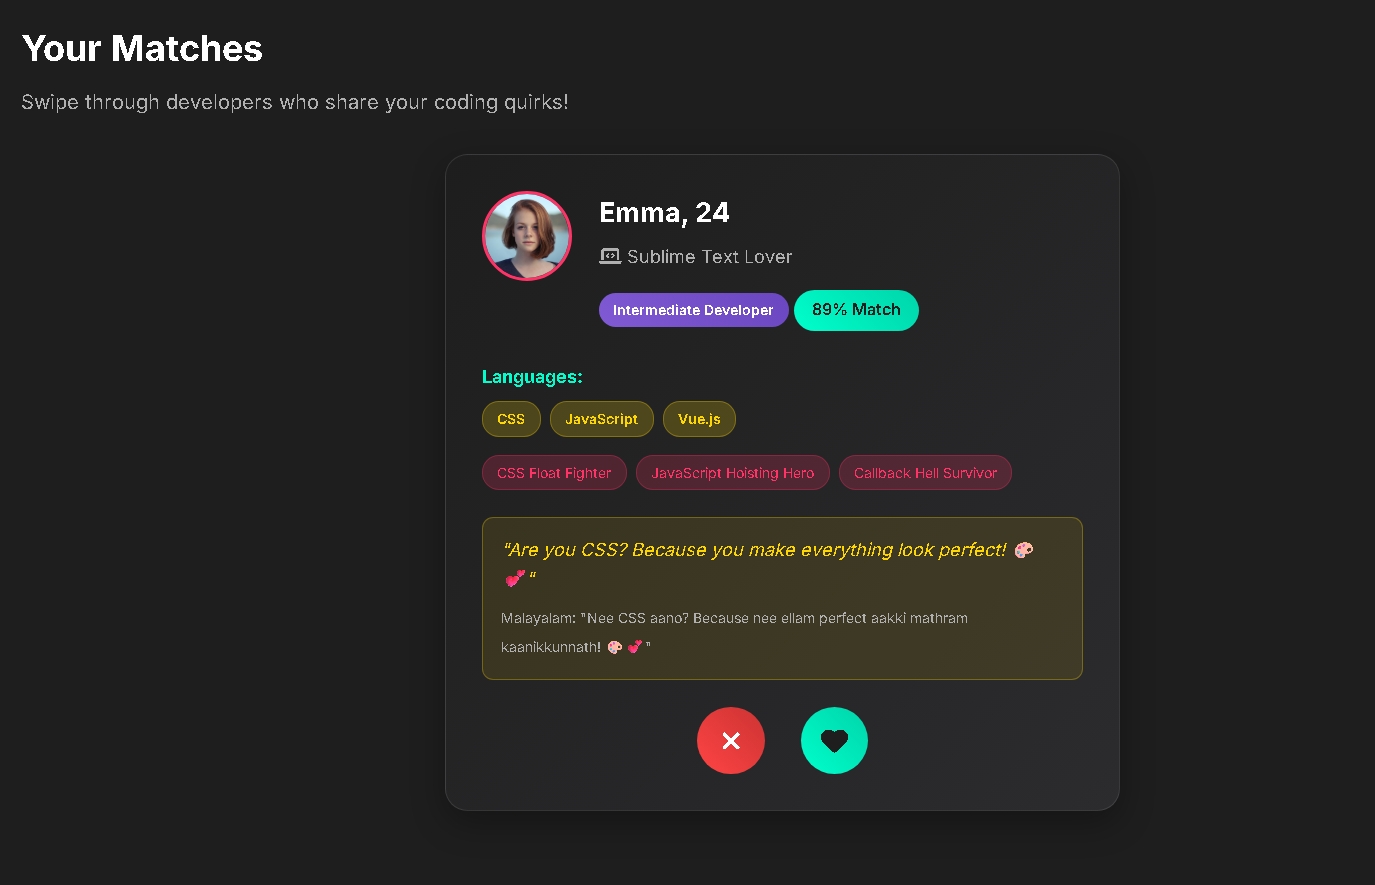 Your Matches
Swipe through developers who share your coding quirks!
Emma, 24
Sublime Text Lover
Intermediate Developer 89% Match
Languages:
CSS JavaScript Vue.js
CSS Float Fighter JavaScript Hoisting Hero Callback Hell Survivor
"Are you CSS? Because you make everything look perfect! 🎨
💕"
Malayalam: "Nee CSS aano? Because nee ellam perfect aakki mathram
kaanikkunnath! 🎨 💕"